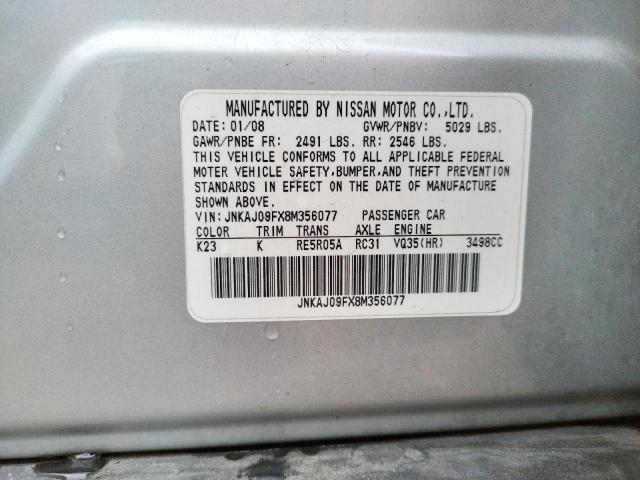 MANUFACTURED BY NISSAN MOTOR CO.,LTD.
DATE: 01/08 GVWR/PNBV: 5029 LBS.
GAWR/PNBE FR: 2491 LBS. RR: 2546 LBS.
THIS VEHICLE CONFORMS TO ALL APPLICABLE FEDERAL
MOTOR VEHICLE SAFETY,BUMPER,AND THEFT PREVENTION
STANDARDS IN EFFECT ON THE DATE OF MANUFACTURE
SHOWN ABOVE.
VIN: JNKAJ09FX8M356077 PASSENGER CAR
COLOR TRIM TRANS AXLE ENGINE
K23 K RE5R05A RC31 VQ35(HR) 3498CC
JNKAJ09FX8M356077